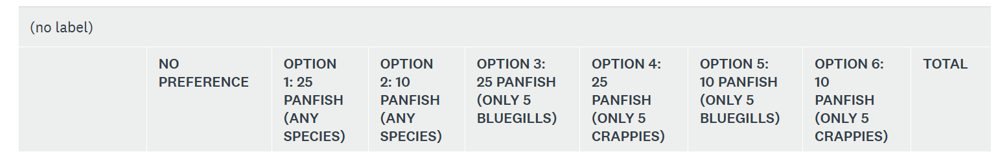 (no label)
NO
PREFERENCE
OPTION
1: 25
PANFISH
(ANY
SPECIES)
OPTION
2: 10
PANFISH
(ANY
SPECIES)
OPTION 3:
25 PANFISH
(ONLY 5
BLUEGILLS)
OPTION 4:
25
PANFISH
(ONLY 5
CRAPPIES)
OPTION 5:
10 PANFISH
(ONLY 5
BLUEGILLS)
OPTION 6:
10
PANFISH
(ONLY 5
CRAPPIES)
TOTAL